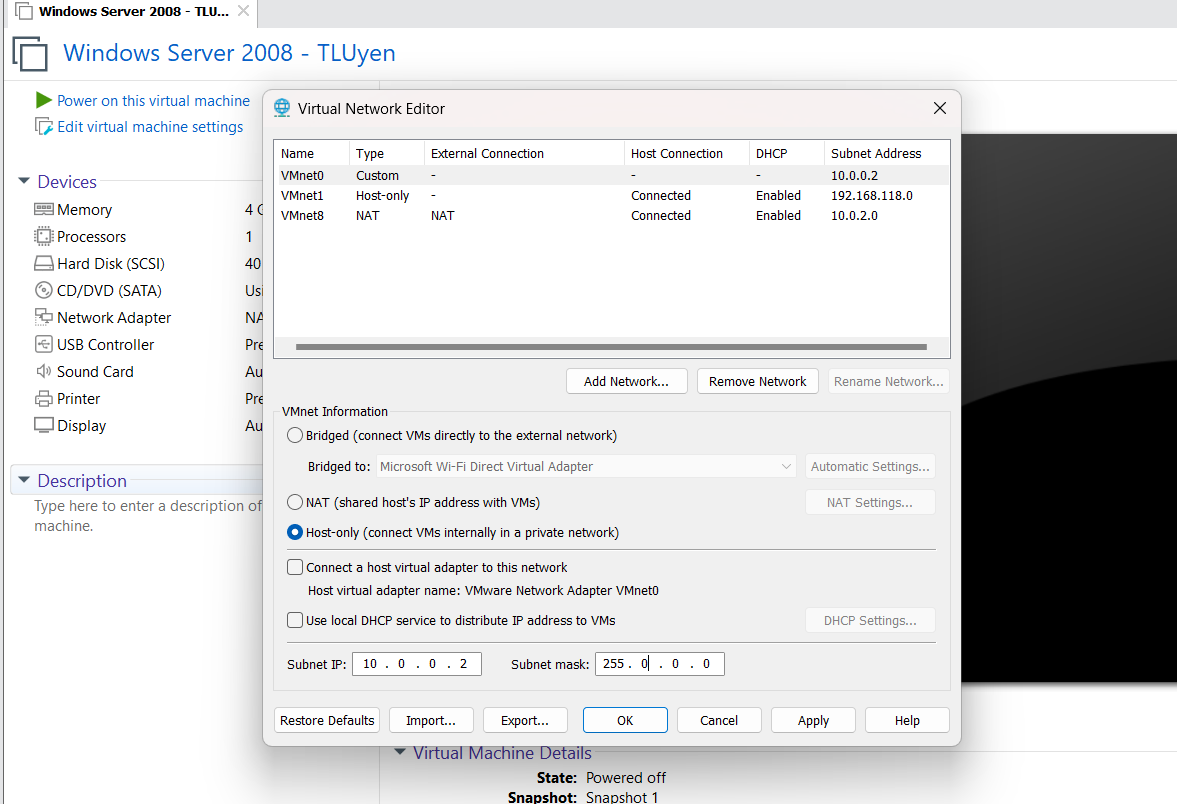 Windows Server 2008 - TLU...
Windows Server 2008 - TLUyen
Power on this virtual machine
Edit virtual machine settings
Devices
Memory 4 G
Processors 1
Hard Disk (SCSI) 40
CD/DVD (SATA) Usi
Network Adapter NA
USB Controller Pre
Sound Card Au
Printer Pre
Display Au
Description
Type here to enter a description of
machine.
Virtual Network Editor
Name Type External Connection Host Connection DHCP Subnet Address
VMnet0 Custom - - - 10.0.0.2
VMnet1 Host-only - Connected Enabled 192.168.118.0
VMnet8 NAT NAT Connected Enabled 10.0.2.0
Add Network... Remove Network Rename Network...
VMnet Information
Bridged (connect VMs directly to the external network)
Bridged to: Microsoft Wi-Fi Direct Virtual Adapter Automatic Settings...
NAT (shared host's IP address with VMs) NAT Settings...
Host-only (connect VMs internally in a private network)
Connect a host virtual adapter to this network
Host virtual adapter name: VMware Network Adapter VMnet0
Use local DHCP service to distribute IP address to VMs DHCP Settings...
Subnet IP: 10 . 0 . 0 . 2 Subnet mask: 255 . 0 . 0 . 0
Restore Defaults Import... Export... OK Cancel Apply Help
Virtual Machine Details
State: Powered off
Snapshot: Snapshot 1